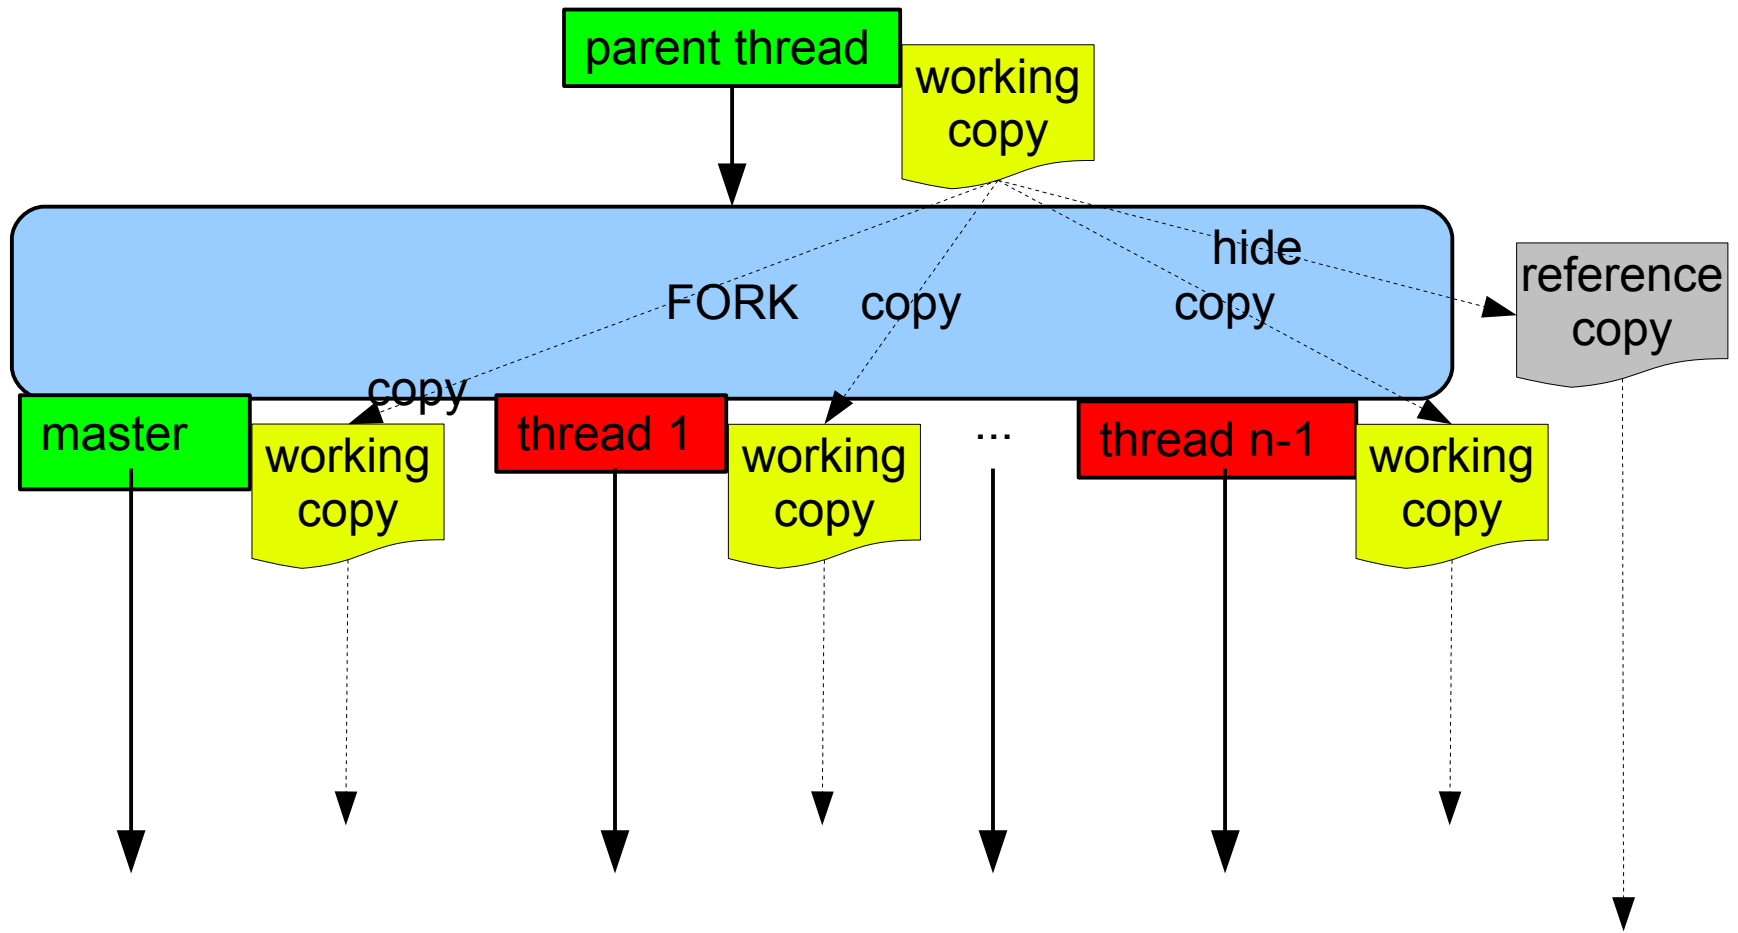 parent thread
working
copy
hide
FORK
copy
copy
reference
copy
copy
master
working
copy
thread 1
working
copy
...
thread n-1
working
copy